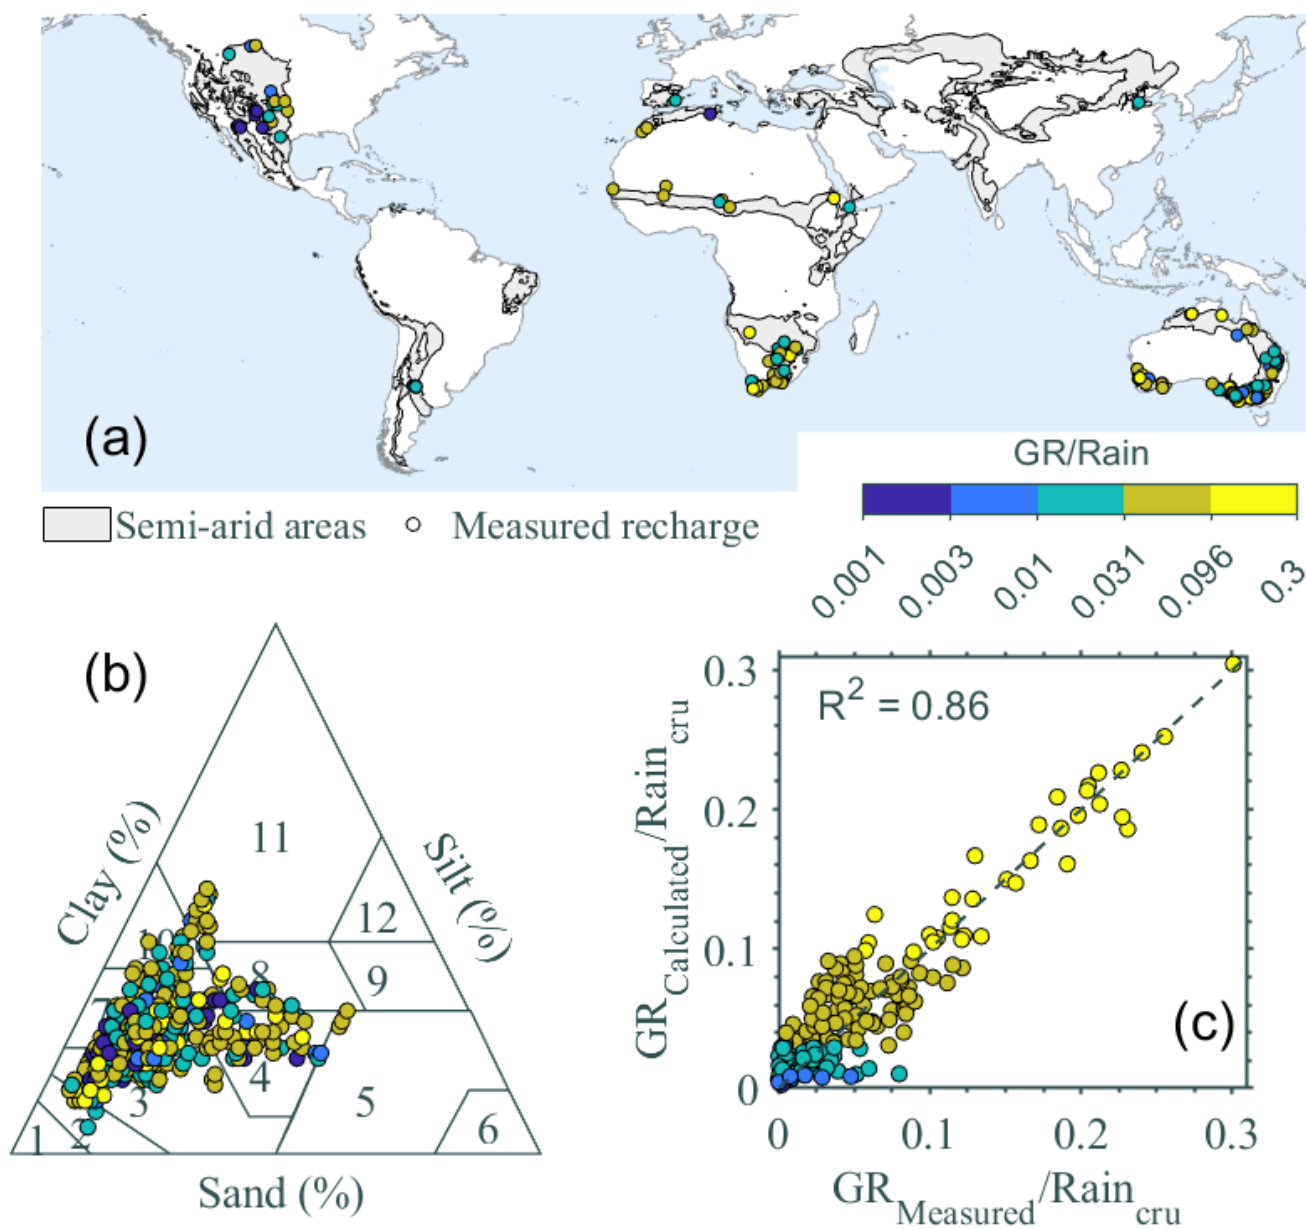 (a)
GR/Rain
Semi-arid areas
Measured recharge
0.001 0.003 0.01 0.031 0.096 0.3
(b)
Clay (%)
Silt (%)
Sand (%)
11
12
10
8
9
7
4
5
3
2
1
6
R2 = 0.86
GRCalculated/Raincru
0.3
0.2
0.1
0
(c)
0 0.1 0.2 0.3
GRMeasured/Raincru